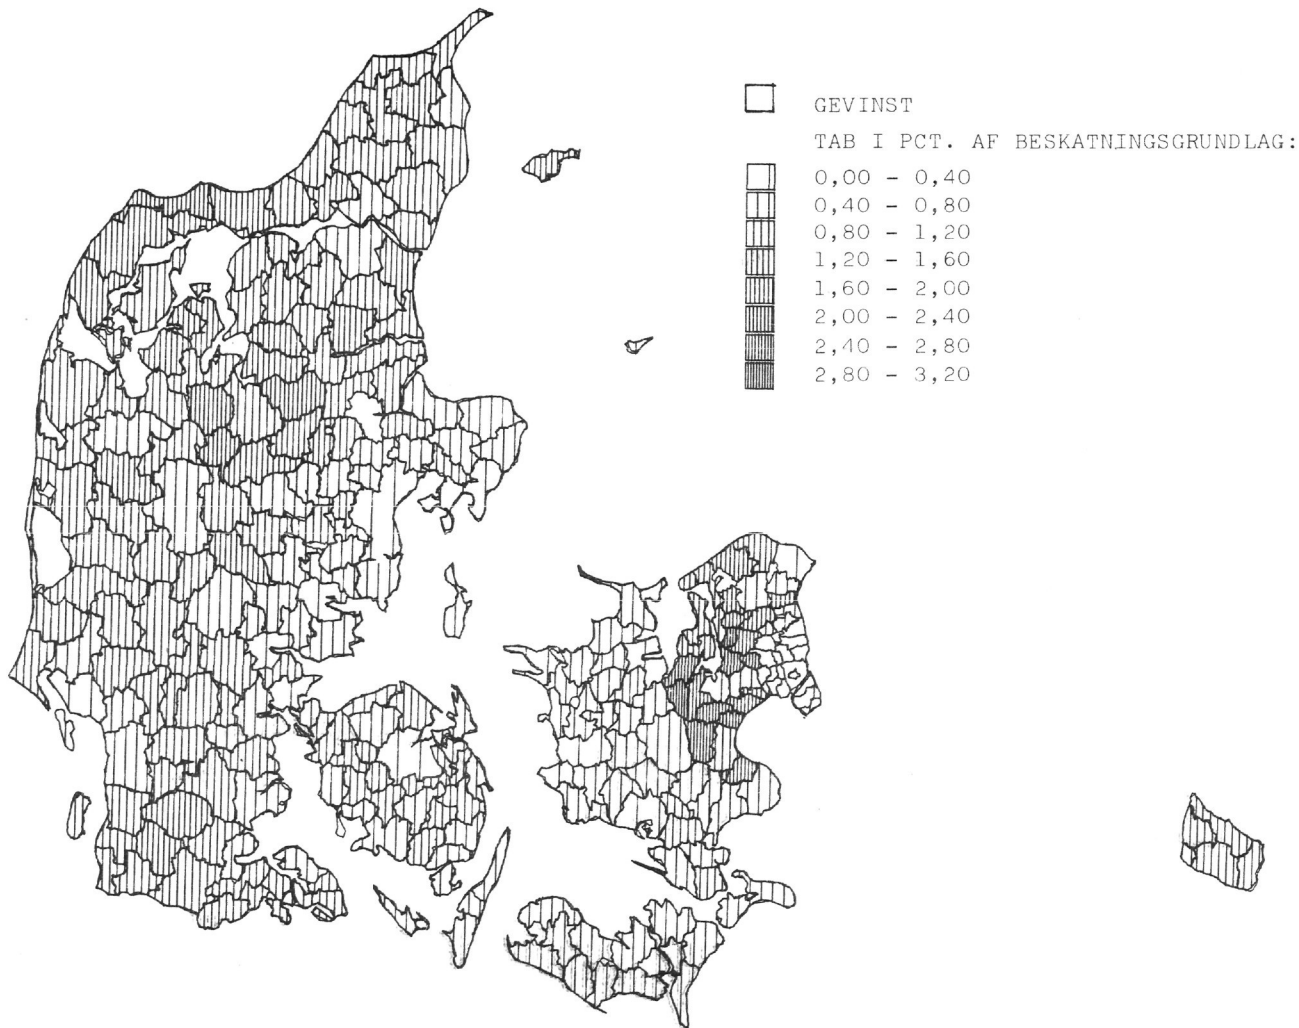 GEVINST
TAB I PCT. AF BESKATNINGSGRUNDLAG:
0,00 - 0,40
0,40 - 0,80
0,80 - 1,20
1,20 - 1,60
1,60 - 2,00
2,00 - 2,40
2,40 - 2,80
2,80 - 3,20